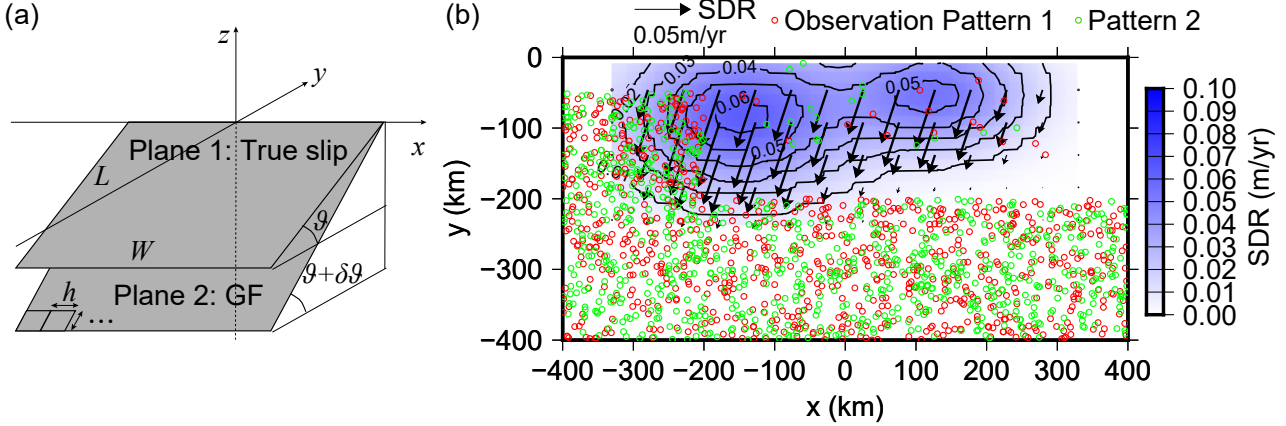 (a)
z
y
x
Plane 1: True slip
L
ϑ
W
ϑ+δϑ
Plane 2: GF
h
...
(b)
SDR
Observation Pattern 1
Pattern 2
0.05m/yr
0
−100
−200
−300
−400
y (km)
0.03
0.04
0.05
0.06
0.05
−400
−300
−200
−100
0
100
200
300
400
x (km)
0.10
0.09
0.08
0.07
0.06
0.05
0.04
0.03
0.02
0.01
0.00
SDR (m/yr)